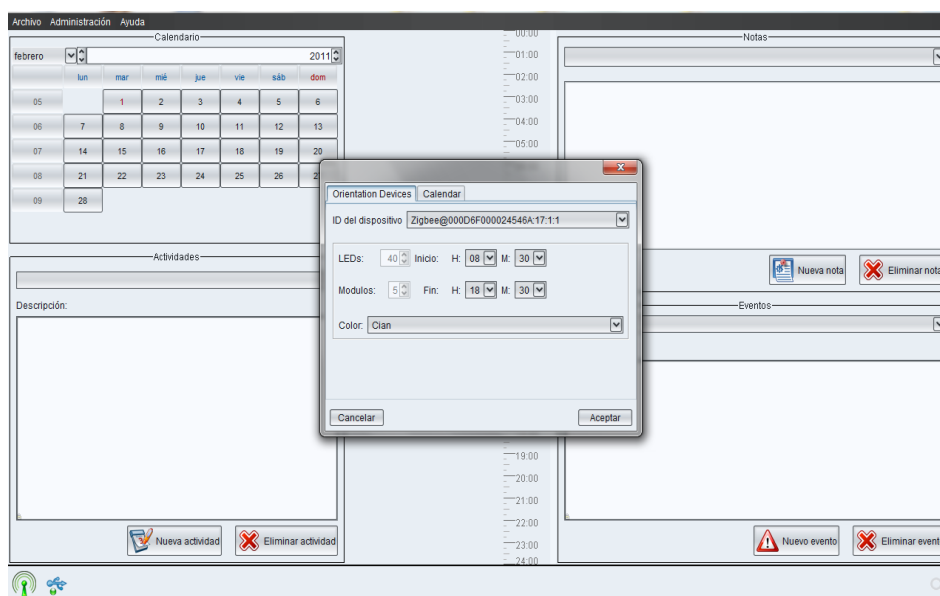 Archivo Administración Ayuda
Calendario
febrero 2011
lun mar mié jue vie sáb dom
05 1 2 3 4 5 6
06 7 8 9 10 11 12 13
07 14 15 16 17 18 19 20
08 21 22 23 24 25 26
09 28
Actividades
Descripción:
Nueva actividad Eliminar actividad
00:00
01:00
02:00
03:00
04:00
05:00
19:00
20:00
21:00
22:00
23:00
24:00
Orientation Devices Calendar
ID del dispositivo Zigbee@000D6F000024546A:17:1:1
LEDs: 40 Inicio: H: 08 M: 30
Modulos: 5 Fin: H: 18 M: 30
Color: Cian
Cancelar Aceptar
Notas
Nueva nota Eliminar nota
Eventos
Nuevo evento Eliminar event